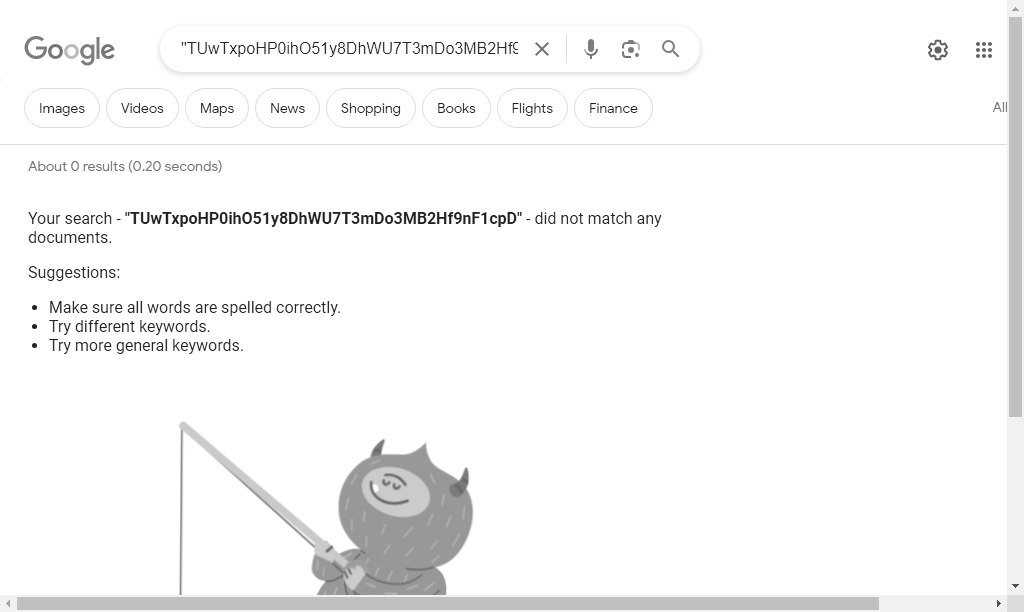 Google
"TUwTxpoHP0ihO51y8DhWU7T3mDo3MB2Hf9
Images Videos Maps News Shopping Books Flights Finance All
About 0 results (0.20 seconds)
Your search - "TUwTxpoHP0ihO51y8DhWU7T3mDo3MB2Hf9nF1cpD" - did not match any
documents.
Suggestions:
Make sure all words are spelled correctly.
Try different keywords.
Try more general keywords.